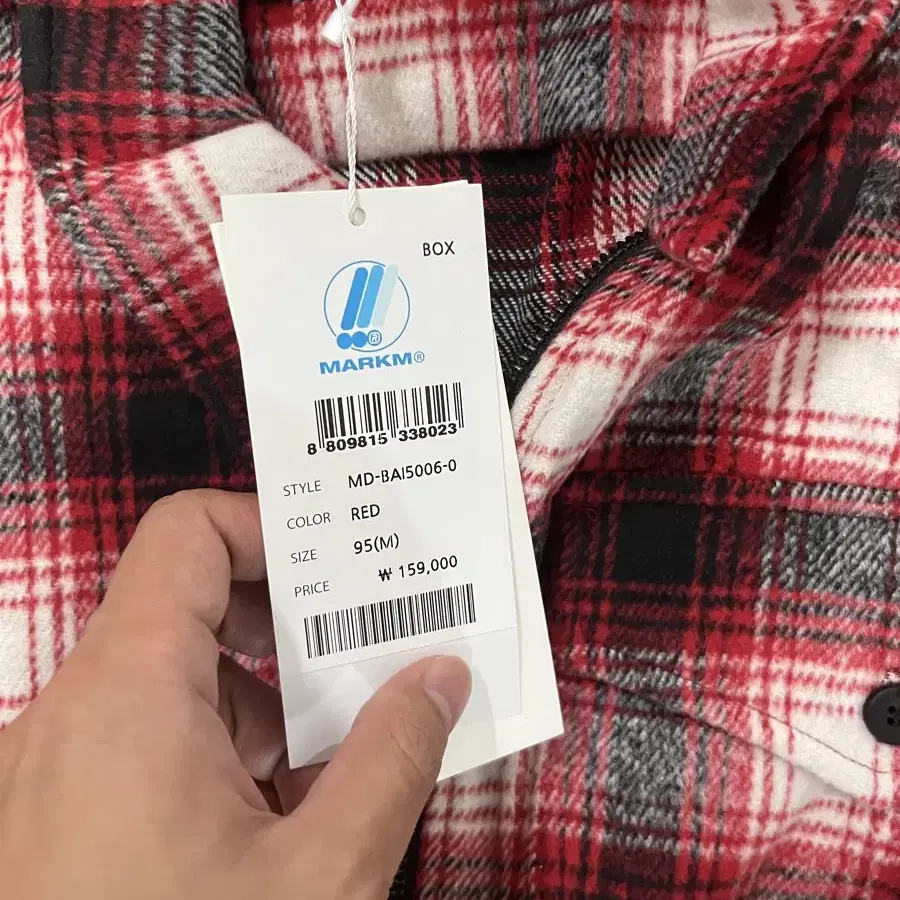 BOX
MARKM®
8 809815 338023
STYLE MD-BAI5006-0
COLOR RED
SIZE 95(M)
PRICE ₩ 159,000